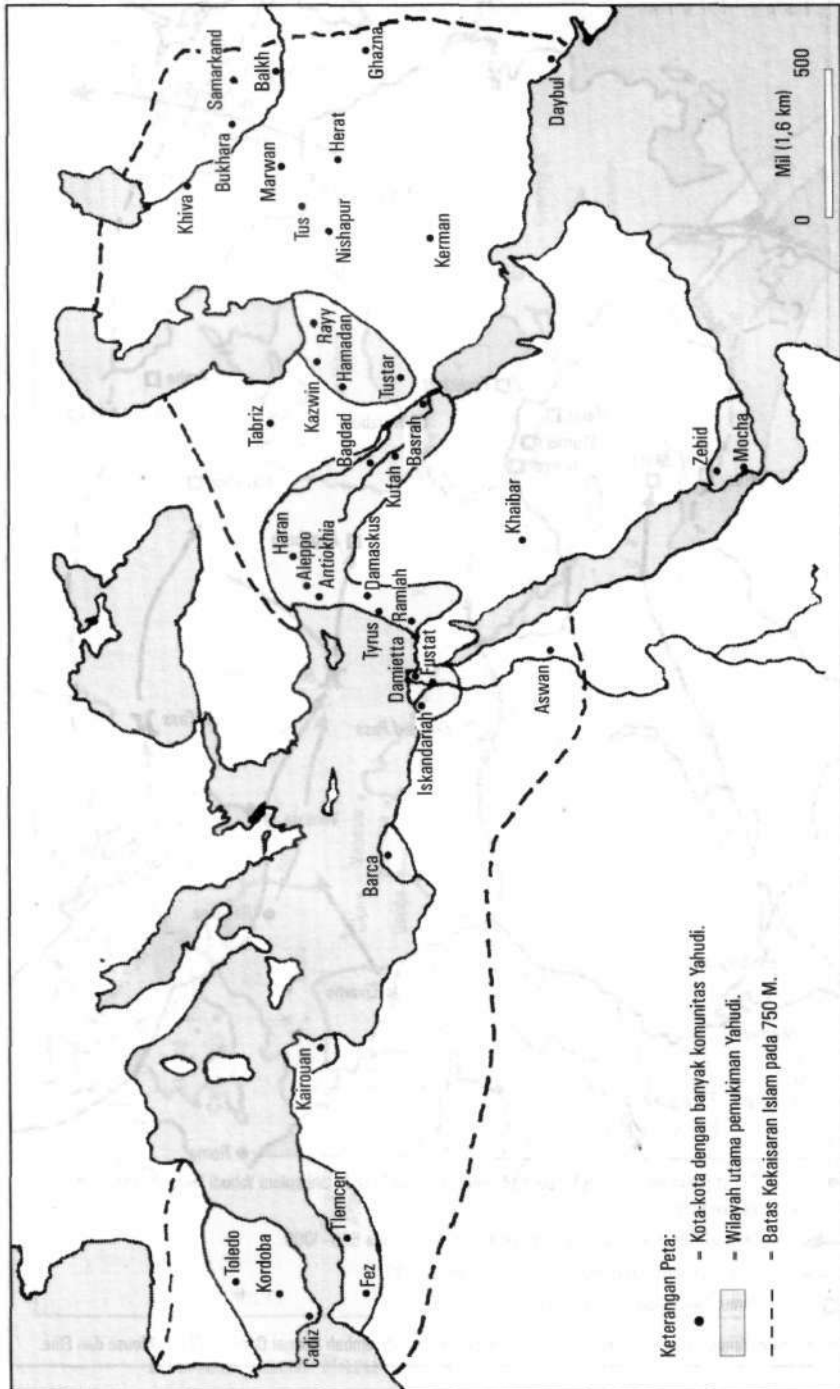 Khiva
Bukhara
Samarkand
Balkh
Marwan
Tus
Nishapur
Herat
Ghazna
Kerman
Daybul
Tabriz
Kazwin
Rayy
Hamadan
Tustar
Bagdad
Kufah
Basrah
Haran
Aleppo
Antiokhia
Damaskus
Tyrus
Ramlah
Damietta
Fustat
Iskandariah
Khaibar
Zebid
Mocha
Aswan
Barca
Kairouan
Tlemcen
Fez
Toledo
Kordoba
Cadiz
Mil (1,6 km)
0 500
Keterangan Peta:
= Kota-kota dengan banyak komunitas Yahudi.
= Wilayah utama pemukiman Yahudi.
= Batas Kekaisaran Islam pada 750 M.